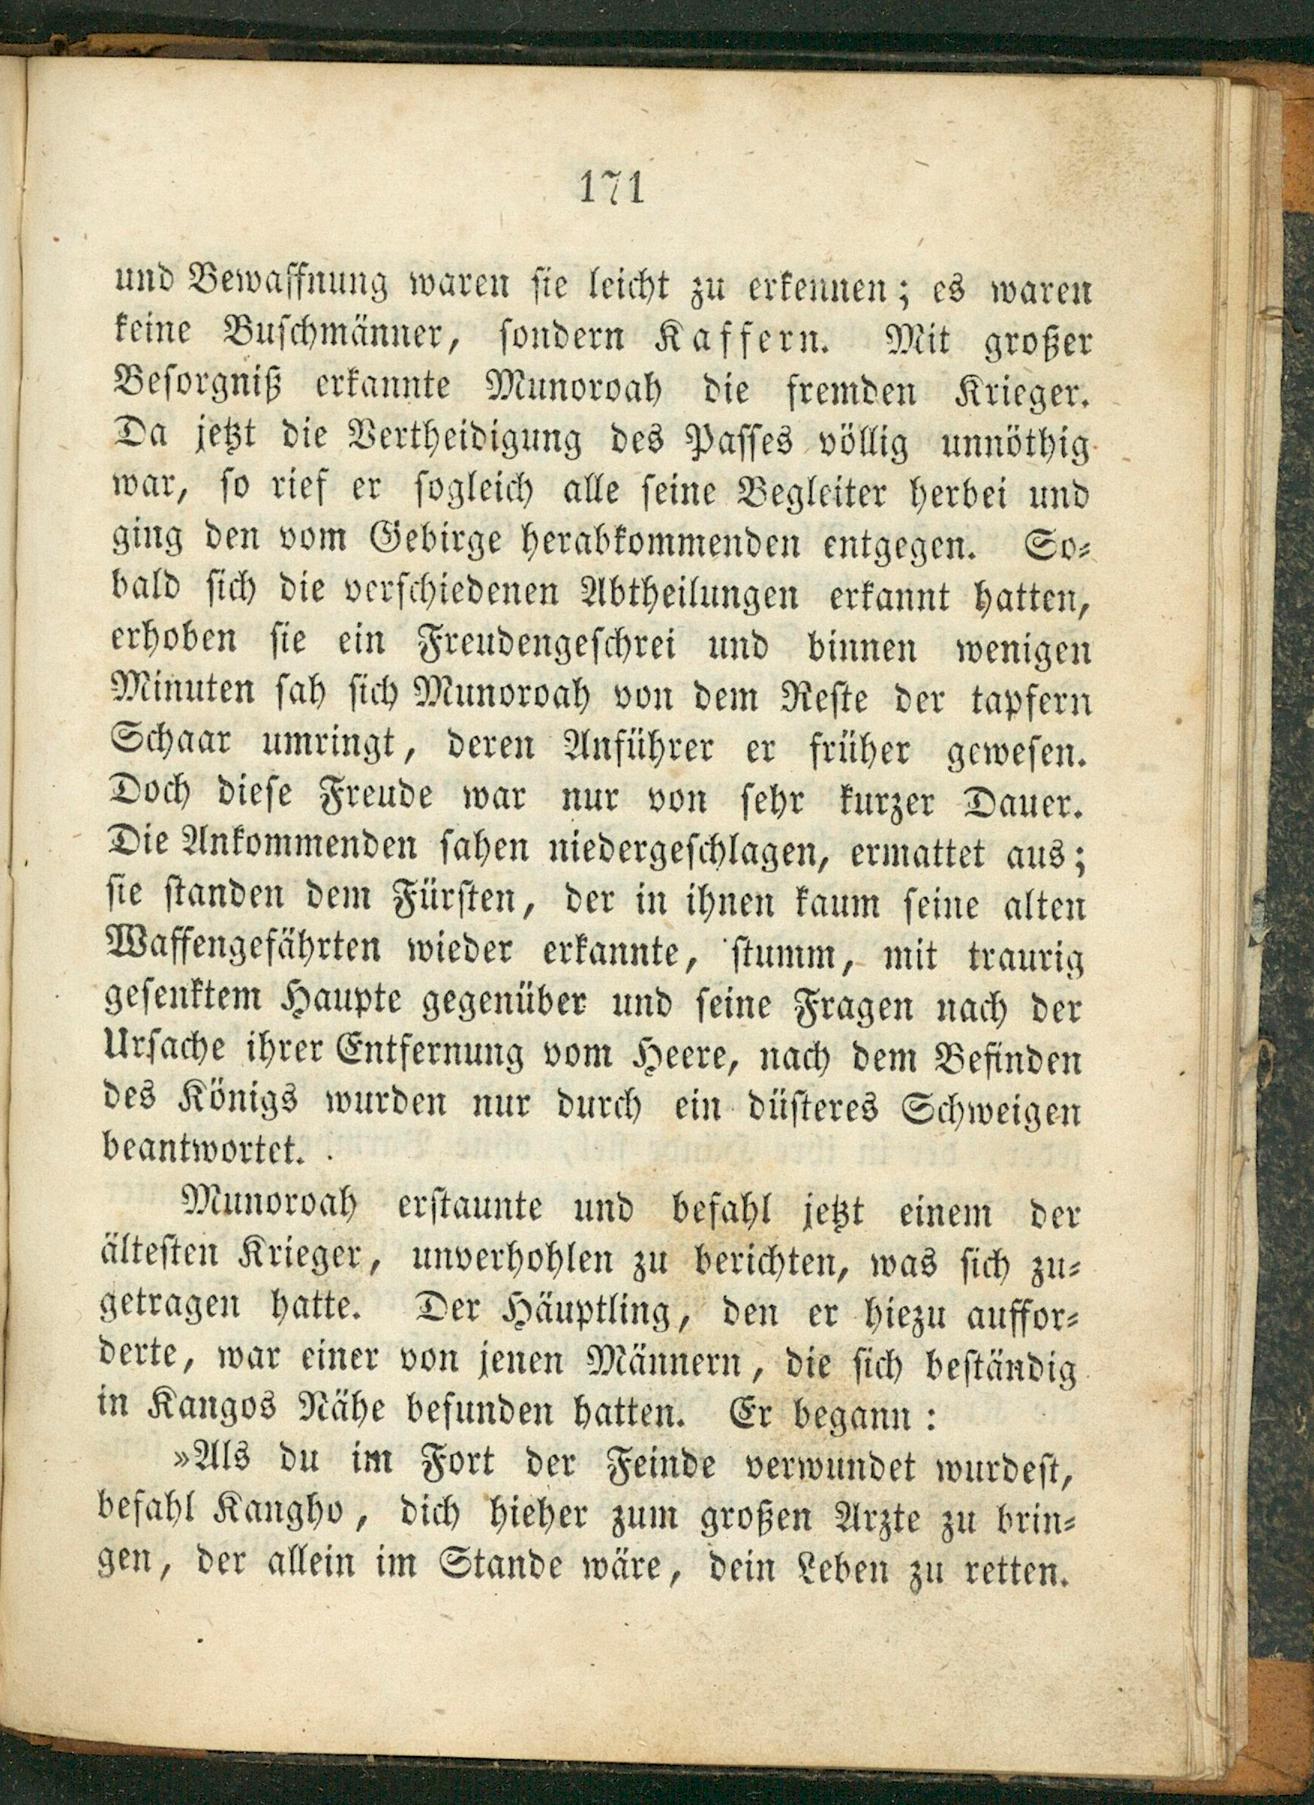 171
und Bewaffnung waren sie leicht zu erkennen; es waren
keine Buschmänner, sondern Kaffern. Mit großer
Besorgniß erkannte Munoroah die fremden Krieger.
Da jetzt die Vertheidigung des Passes völlig unnöthig
war, so rief er sogleich alle seine Begleiter herbei und
ging den vom Gebirge herabkommenden entgegen. So-
bald sich die verschiedenen Abtheilungen erkannt hatten,
erhoben sie ein Freudengeschrei und binnen wenigen
Minuten sah sich Munoroah von dem Reste der tapfern
Schaar umringt, deren Anführer er früher gewesen.
Doch diese Freude war nur von sehr kurzer Dauer.
Die Ankommenden sahen niedergeschlagen, ermattet aus;
sie standen dem Fürsten, der in ihnen kaum seine alten
Waffengefährten wieder erkannte, stumm, mit traurig
gesenktem Haupte gegenüber und seine Fragen nach der
Ursache ihrer Entfernung vom Heere, nach dem Befinden
des Königs wurden nur durch ein düsteres Schweigen
beantwortet.
Munoroah erstaunte und befahl jetzt einem der
ältesten Krieger, unverhohlen zu berichten, was sich zu-
getragen hatte. Der Häuptling, den er hiezu auffor-
derte, war einer von jenen Männern, die sich beständig
in Kangos Nähe befunden hatten. Er begann:
»Als du im Fort der Feinde verwundet wurdest,
befahl Kangho, dich hieher zum großen Arzte zu brin-
gen, der allein im Stande wäre, dein Leben zu retten.